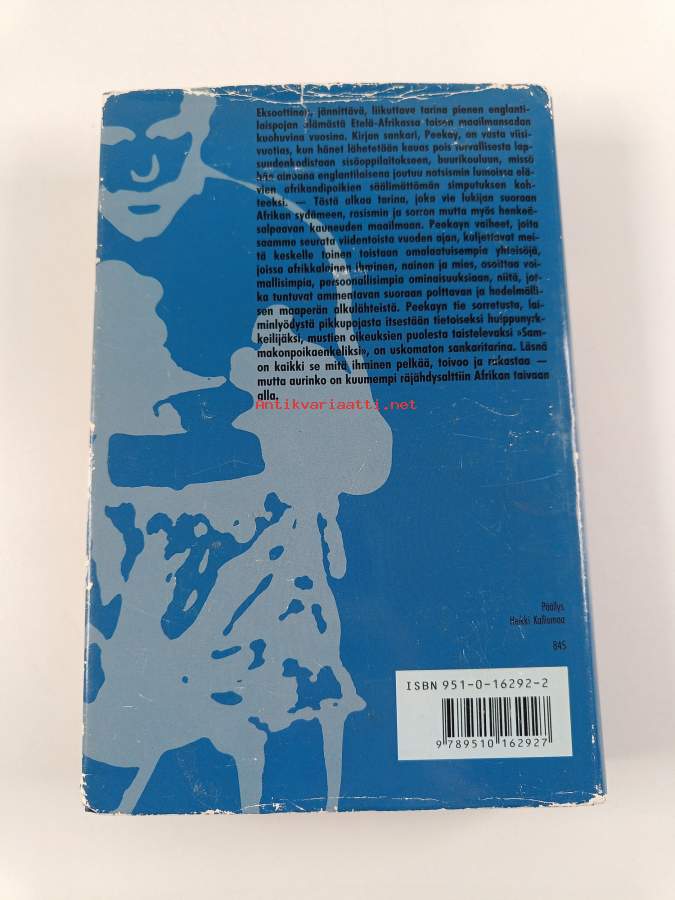 Eksoottinen, jännittävä, liikuttava tarina pienen englanti-
laispojan elämästä Etelä-Afrikassa toisen maailmansodan
kuohuvina vuosina. Kirjan sankari, Peekay, on vasta viisi-
vuotias, kun hänet lähetetään kauas pois turvallisesta lap-
suudenkodistaan sisäoppilaitokseen, buurikouluun, missä
hän ainoana englantilaisena joutuu natsismin lumoissa elä-
vien afrikandipoikien säälimättömän simputuksen koh-
teeksi. — Tästä alkaa tarina, joka vie lukijan suoraan
Afrikan sydämeen, rasismin ja sorron mutta myös henkeä-
salpaavan kauneuden maailmaan. Peekayn vaiheet, joita
saamme seurata viidentoista vuoden ajan, kuljettavat mei-
tä keskelle toinen toistaan omalaatuisempia yhteisöjä,
joissa afrikkalainen ihminen, nainen ja mies, osoittaa voi-
mallisimpia, persoonallisimpia ominaisuuksiaan, niitä, jot-
ka tuntuvat ammentavan suoraan polttavan ja hedelmälli-
sen maaperän alkulähteistä. Peekayn tie sorretusta, lai-
minlyödystä pikkupojasta itsestään tietoiseksi huippunyrk-
keilijäksi, mustien oikeuksien puolesta taistelevaksi »Sam-
makonpoikaenkeliksi», on uskomaton sankaritarina. Läsnä
on kaikki se mitä ihminen pelkää, toivoo ja rakastaa —
mutta aurinko on kuumempi räjähdysalttiin Afrikan taivaan
alla.
Antikvariaatti.net
Päällys
Heikki Kalliomaa
845
ISBN 951-0-16292-2
9 789510 162927